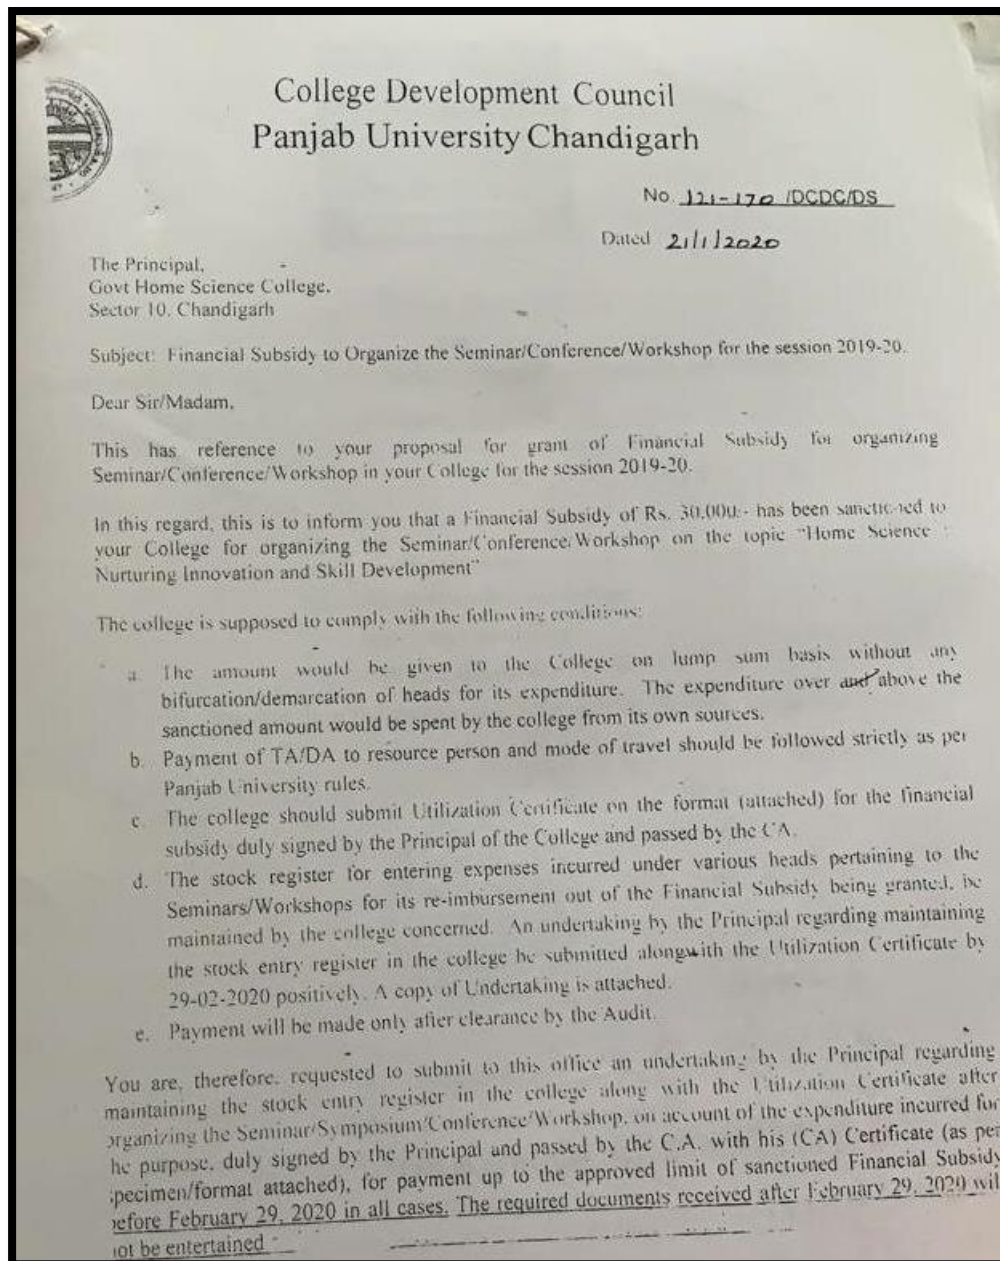 College Development Council
Panjab University Chandigarh
No. 121-170 /DCDC/DS
Dated 21/1/2020
The Principal,
Govt Home Science College,
Sector 10, Chandigarh
Subject: Financial Subsidy to Organize the Seminar/Conference/Workshop for the session 2019-20.
Dear Sir/Madam,
This has reference to your proposal for grant of Financial Subsidy for organizing
Seminar/Conference/Workshop in your College for the session 2019-20.
In this regard, this is to inform you that a Financial Subsidy of Rs. 30,000/- has been sanctioned to
your College for organizing the Seminar/Conference/Workshop on the topic "Home Science :
Nurturing Innovation and Skill Development"
The college is supposed to comply with the following conditions:
a. The amount would be given to the College on lump sum basis without any
bifurcation/demarcation of heads for its expenditure. The expenditure over and above the
sanctioned amount would be spent by the college from its own sources.
b. Payment of TA/DA to resource person and mode of travel should be followed strictly as per
Panjab University rules.
c. The college should submit Utilization Certificate on the format (attached) for the financial
subsidy duly signed by the Principal of the College and passed by the CA.
d. The stock register for entering expenses incurred under various heads pertaining to the
Seminars/Workshops for its re-imbursement out of the Financial Subsidy being granted, be
maintained by the college concerned. An undertaking by the Principal regarding maintaining
the stock entry register in the college be submitted alongwith the Utilization Certificate by
29-02-2020 positively. A copy of Undertaking is attached.
e. Payment will be made only after clearance by the Audit.
You are, therefore, requested to submit to this office an undertaking by the Principal regarding
maintaining the stock entry register in the college along with the Utilization Certificate after
organizing the Seminar/Symposium/Conference/Workshop, on account of the expenditure incurred for
he purpose, duly signed by the Principal and passed by the C.A. with his (CA) Certificate (as per
specimen/format attached), for payment up to the approved limit of sanctioned Financial Subsidy
before February 29, 2020 in all cases. The required documents received after February 29, 2020 wil
not be entertained